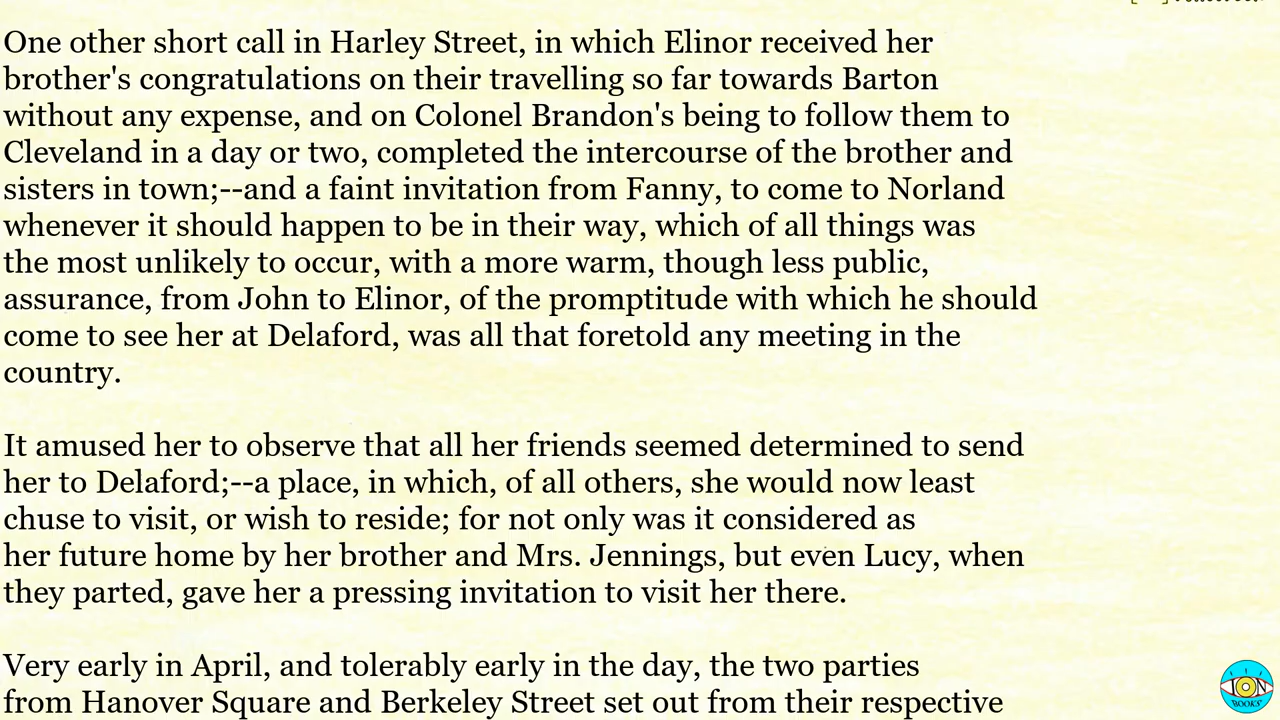 One other short call in Harley Street, in which Elinor received her
brother's congratulations on their travelling so far towards Barton
without any expense, and on Colonel Brandon's being to follow them to
Cleveland in a day or two, completed the intercourse of the brother and
sisters in town;--and a faint invitation from Fanny, to come to Norland
whenever it should happen to be in their way, which of all things was
the most unlikely to occur, with a more warm, though less public,
assurance, from John to Elinor, of the promptitude with which he should
come to see her at Delaford, was all that foretold any meeting in the
country.
It amused her to observe that all her friends seemed determined to send
her to Delaford;--a place, in which, of all others, she would now least
chuse to visit, or wish to reside; for not only was it considered as
her future home by her brother and Mrs. Jennings, but even Lucy, when
they parted, gave her a pressing invitation to visit her there.
Very early in April, and tolerably early in the day, the two parties
from Hanover Square and Berkeley Street set out from their respective
ION
BOOKS